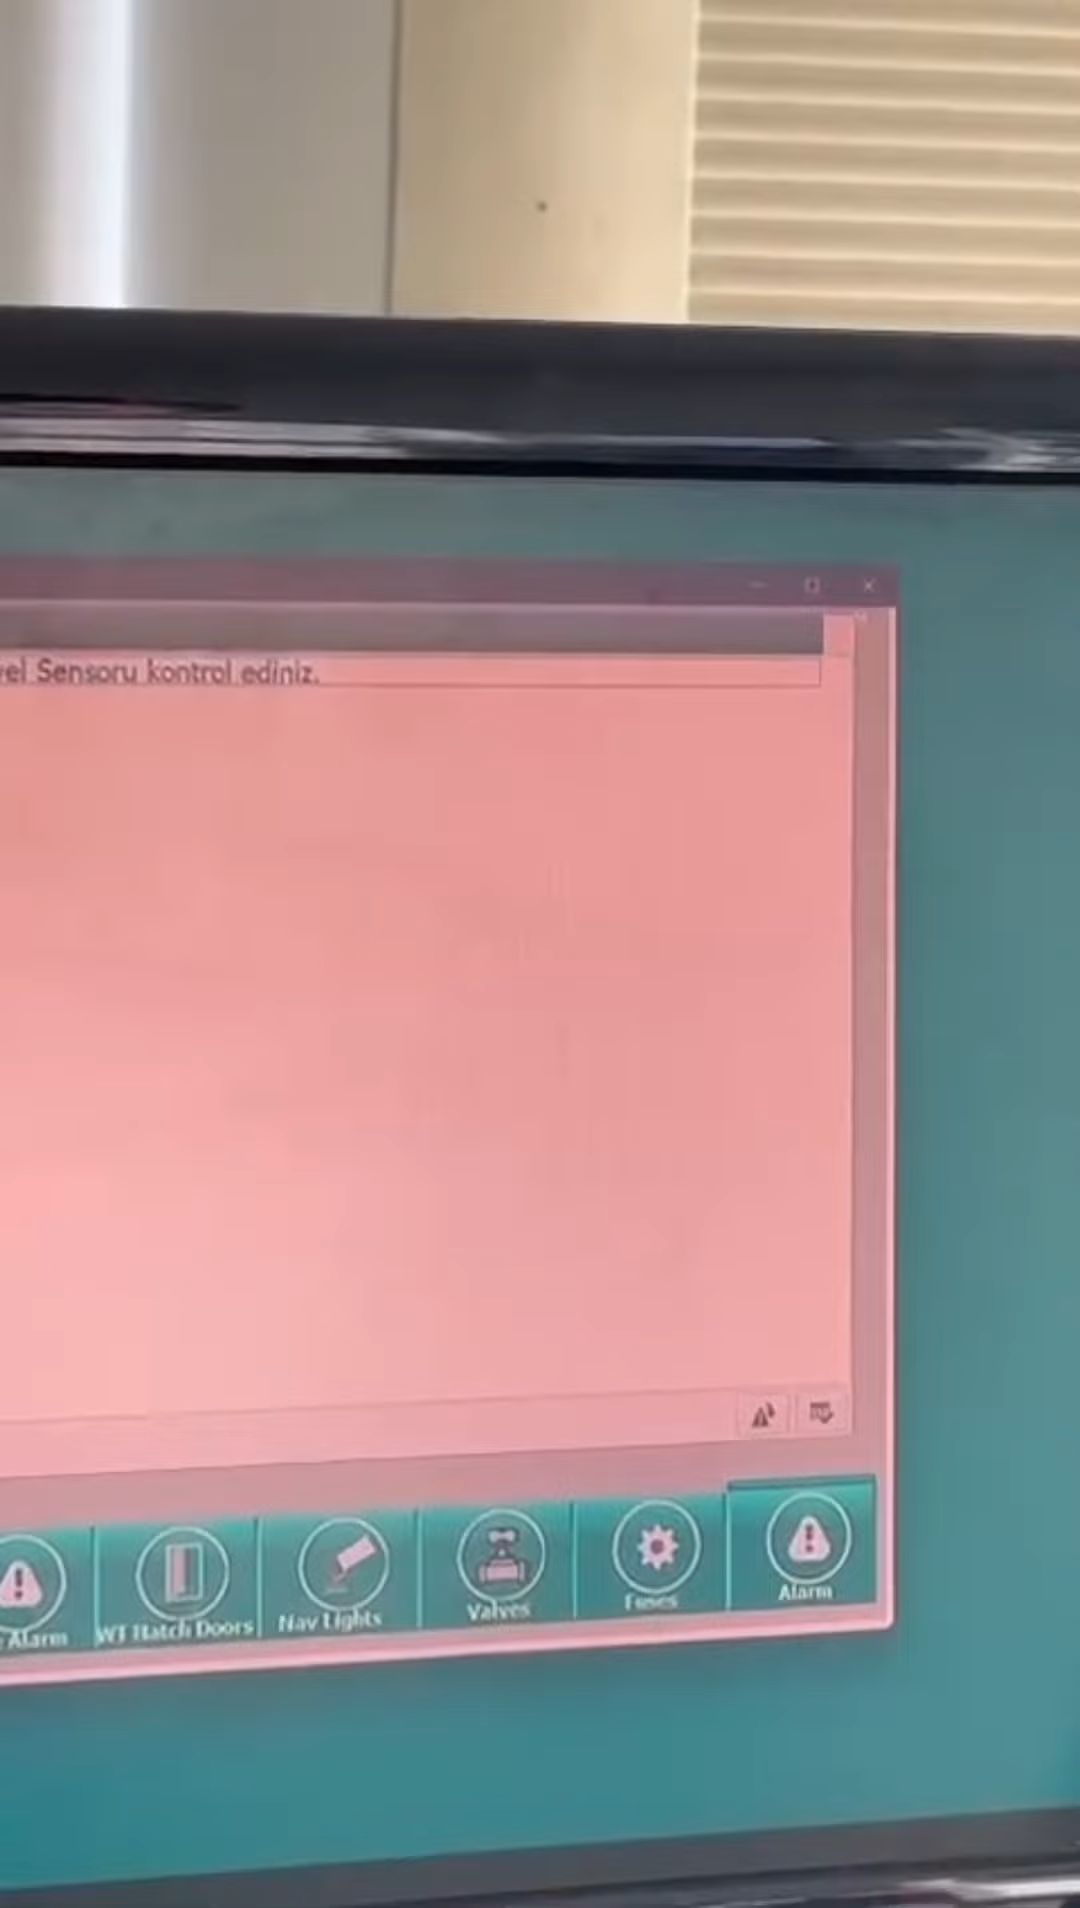 Sensoru kontrol ediniz.
Alarm
WT Hatch Doors
Nav Lights
Valves
Fuses
Alarm